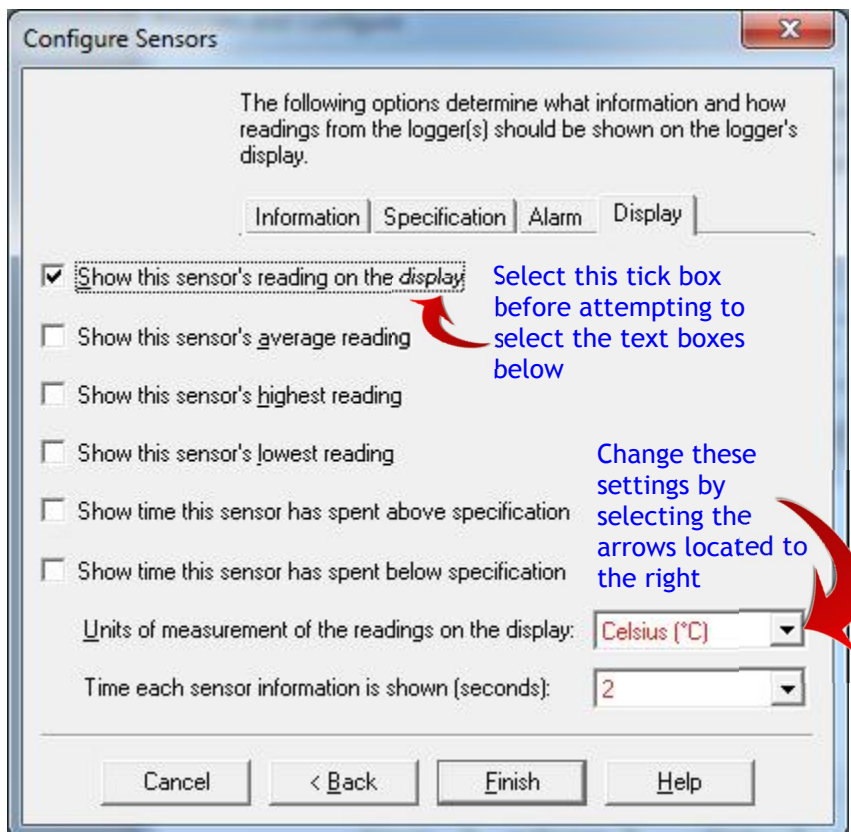 Configure Sensors
The following options determine what information and how
readings from the logger(s) should be shown on the logger's
display.
Information Specification Alarm Display
Show this sensor's reading on the display
Select this tick box
before attempting to
select the text boxes
below
Show this sensor's average reading
Show this sensor's highest reading
Show this sensor's lowest reading
Change these
settings by
selecting the
arrows located to
the right
Show time this sensor has spent above specification
Show time this sensor has spent below specification
Units of measurement of the readings on the display: Celsius (°C)
Time each sensor information is shown (seconds): 2
Cancel < Back Finish Help